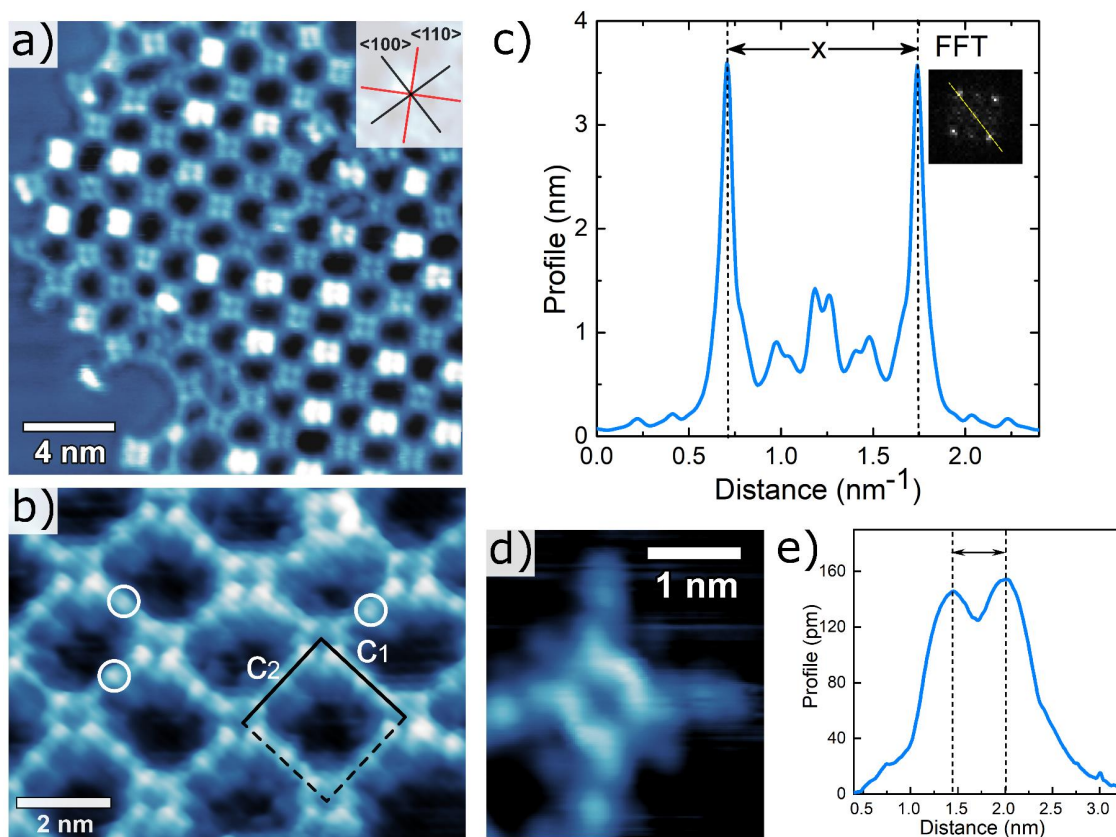 a)
<100>
<110>
4 nm
b)
C1
C2
2 nm
c)
x
FFT
Profile (nm)
4
3
2
1
0
0.0 0.5 1.0 1.5 2.0
Distance (nm-1)
d)
1 nm
e)
Profile (pm)
160
120
80
40
0
0.5 1.0 1.5 2.0 2.5 3.0
Distance (nm)